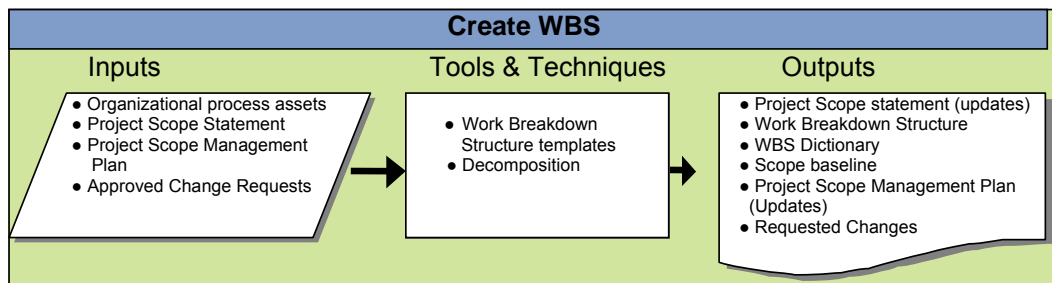 Create WBS
Inputs
● Organizational process assets
● Project Scope Statement
● Project Scope Management
Plan
● Approved Change Requests
Tools & Techniques
● Work Breakdown
Structure templates
● Decomposition
Outputs
● Project Scope statement (updates)
● Work Breakdown Structure
● WBS Dictionary
● Scope baseline
● Project Scope Management Plan
(Updates)
● Requested Changes